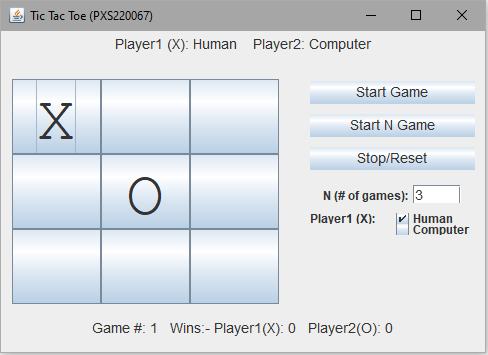 Tic Tac Toe (PXS220067)
Player1 (X): Human Player2: Computer
X
O
Start Game
Start N Game
Stop/Reset
N (# of games): 3
Player1 (X): Human
Computer
Game #: 1 Wins:- Player1(X): 0 Player2(O): 0